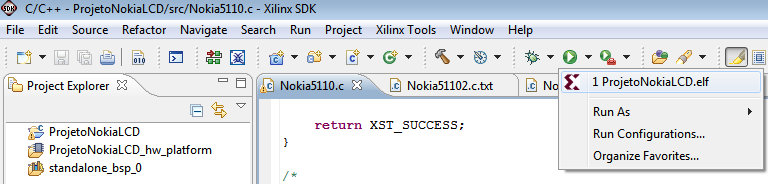 C/C++ - ProjetoNokiaLCD/src/Nokia5110.c - Xilinx SDK
File Edit Source Refactor Navigate Search Run Project Xilinx Tools Window Help
Project Explorer
Nokia5110.c
Nokia51102.c.txt
No
1 ProjetoNokiaLCD.elf
Run As
Run Configurations...
Organize Favorites...
ProjetoNokiaLCD
ProjetoNokiaLCD_hw_platform
standalone_bsp_0
return XST_SUCCESS;
}
/*